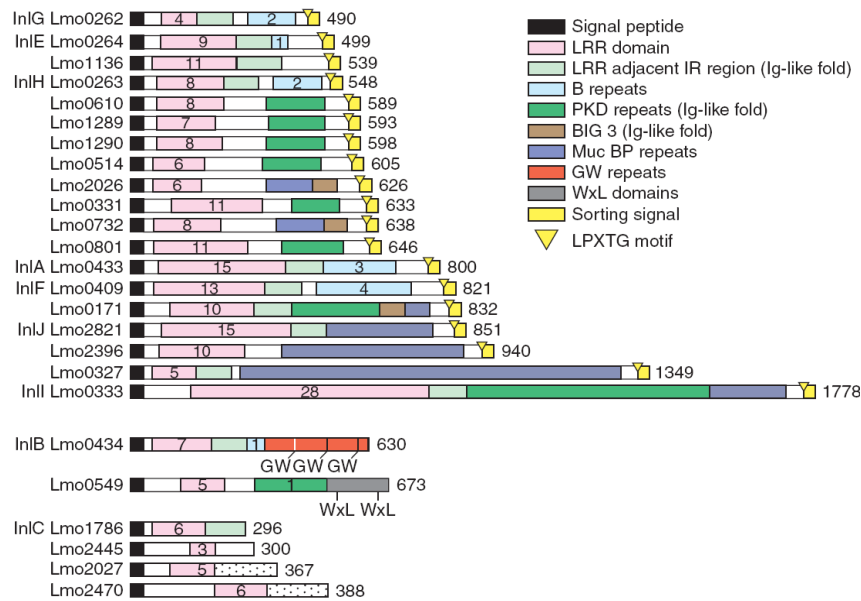 InlG Lmo0262 4 2 490
InlE Lmo0264 9 1 499
Lmo1136 11 539
InlH Lmo0263 8 2 548
Lmo0610 8 589
Lmo1289 7 593
Lmo1290 8 598
Lmo0514 6 605
Lmo2026 6 626
Lmo0331 11 633
Lmo0732 8 638
Lmo0801 11 646
InlA Lmo0433 15 3 800
InlF Lmo0409 13 4 821
Lmo0171 10 832
InlJ Lmo2821 15 851
Lmo2396 10 940
Lmo0327 5 1349
InlI Lmo0333 28 1778
Signal peptide
LRR domain
LRR adjacent IR region (Ig-like fold)
B repeats
PKD repeats (Ig-like fold)
BIG 3 (Ig-like fold)
Muc BP repeats
GW repeats
WxL domains
Sorting signal
LPXTG motif
InlB Lmo0434 7 1 630
GW GW GW
Lmo0549 5 1 673
WxL WxL
InlC Lmo1786 6 296
Lmo2445 3 300
Lmo2027 5 367
Lmo2470 6 388